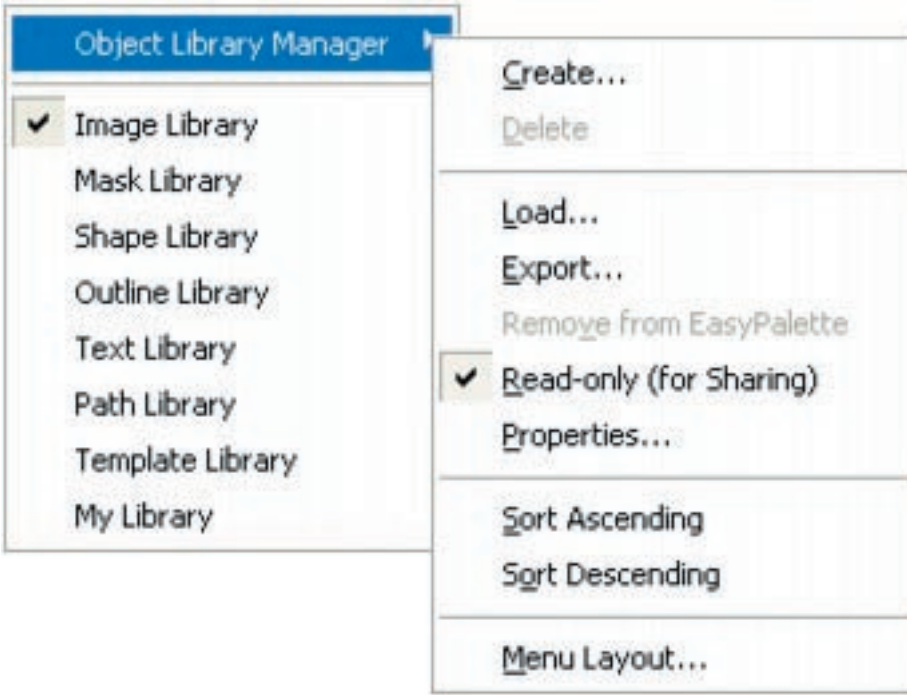 Object Library Manager
Image Library
Mask Library
Shape Library
Outline Library
Text Library
Path Library
Template Library
My Library
Create...
Delete
Load...
Export...
Remove from EasyPalette
Read-only (for Sharing)
Properties...
Sort Ascending
Sort Descending
Menu Layout...